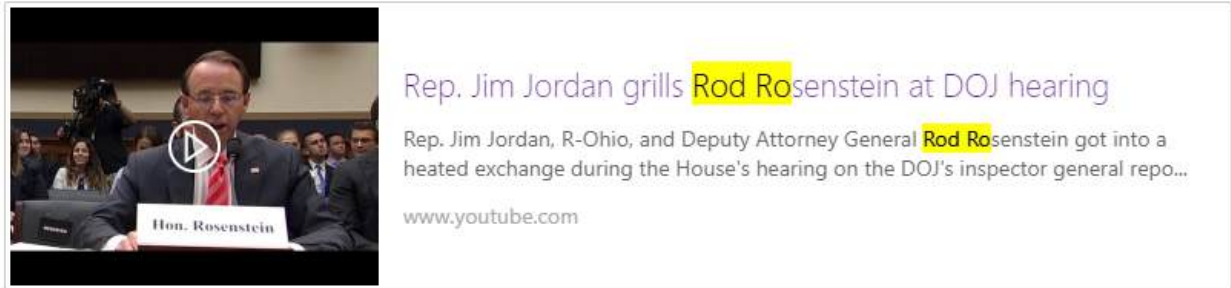 Rep. Jim Jordan grills Rod Rosenstein at DOJ hearing
Rep. Jim Jordan, R-Ohio, and Deputy Attorney General Rod Rosenstein got into a
heated exchange during the House's hearing on the DOJ's inspector general repo...
www.youtube.com
Hon. Rosenstein